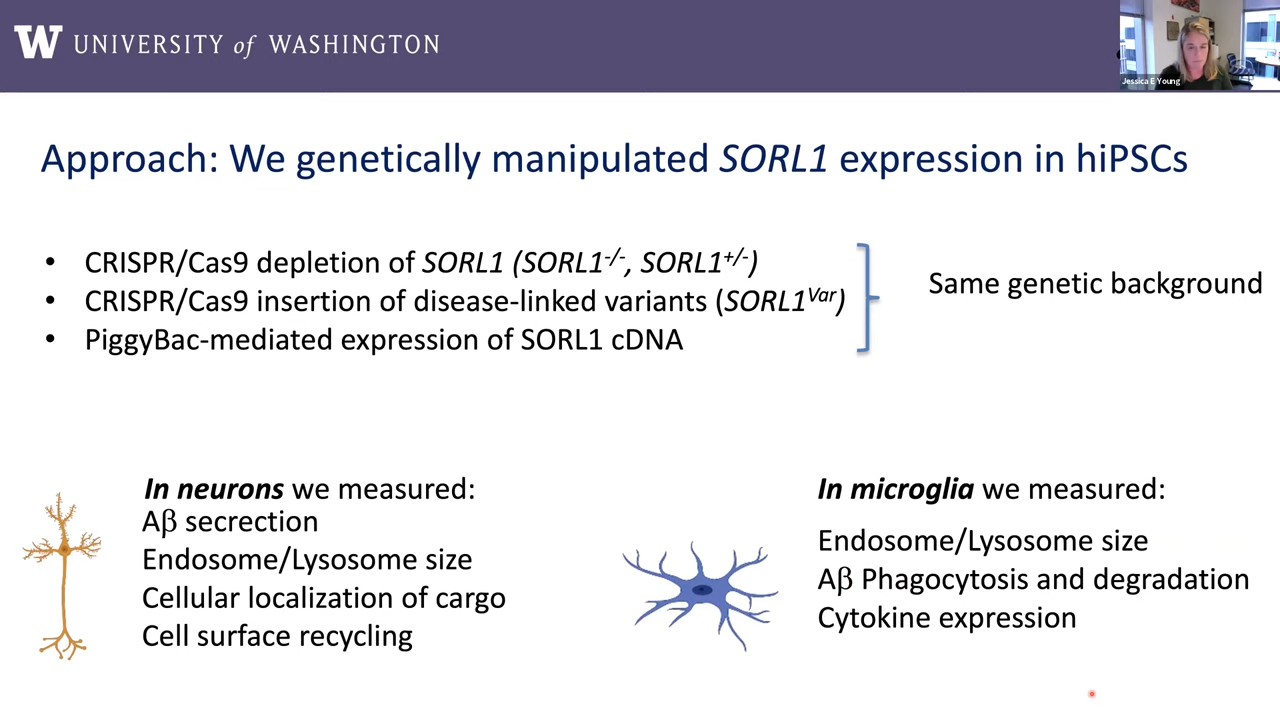 W UNIVERSITY of WASHINGTON
Jessica E Young
Approach: We genetically manipulated SORL1 expression in hiPSCs
• CRISPR/Cas9 depletion of SORL1 (SORL1-/-, SORL1+/-)
• CRISPR/Cas9 insertion of disease-linked variants (SORL1Var)
• PiggyBac-mediated expression of SORL1 cDNA
Same genetic background
In neurons we measured:
Aβ secrection
Endosome/Lysosome size
Cellular localization of cargo
Cell surface recycling
In microglia we measured:
Endosome/Lysosome size
Aβ Phagocytosis and degradation
Cytokine expression